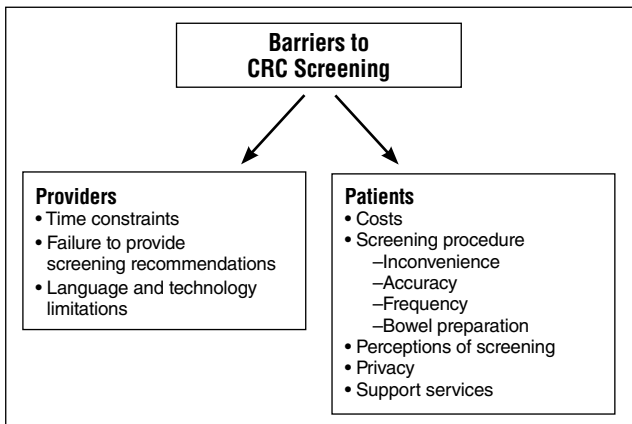 Barriers to
CRC Screening
Providers
• Time constraints
• Failure to provide
screening recommendations
• Language and technology
limitations
Patients
• Costs
• Screening procedure
–Inconvenience
–Accuracy
–Frequency
–Bowel preparation
• Perceptions of screening
• Privacy
• Support services